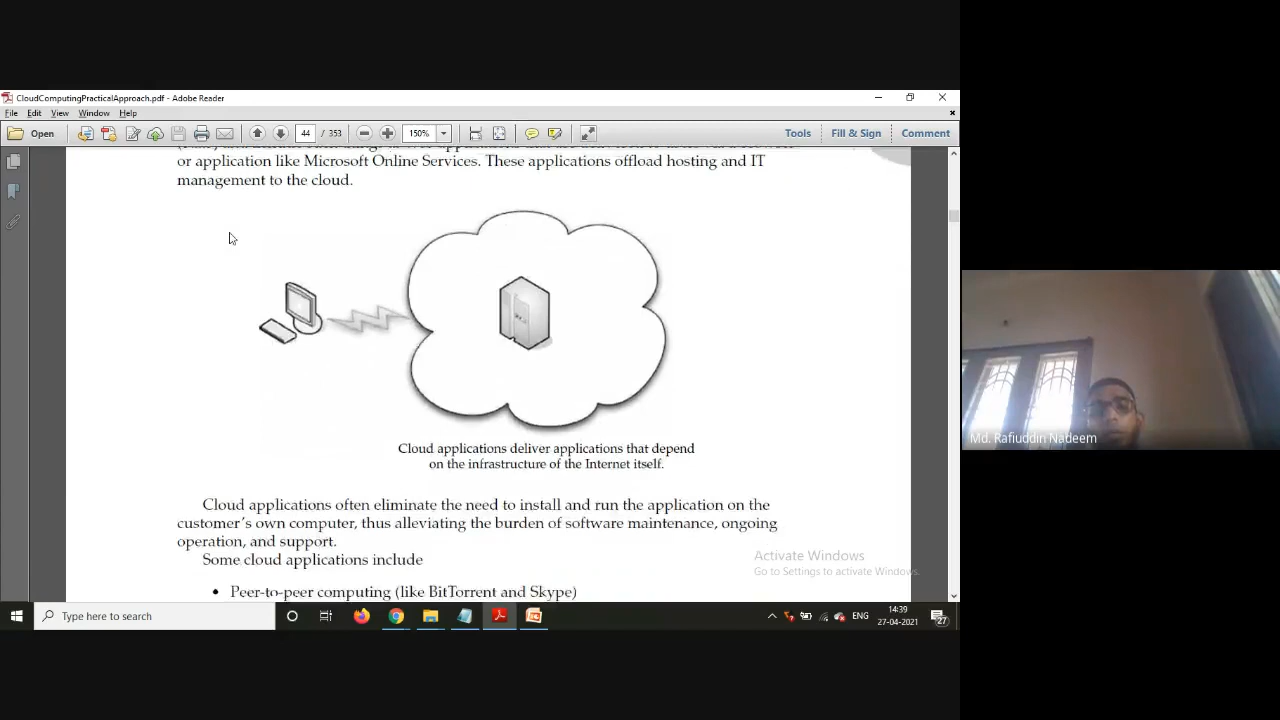 CloudComputingPracticalApproach.pdf - Adobe Reader
File Edit View Window Help
Open 44 / 353 150% Tools Fill & Sign Comment
or application like Microsoft Online Services. These applications offload hosting and IT
management to the cloud.
Cloud applications deliver applications that depend
on the infrastructure of the Internet itself.
Cloud applications often eliminate the need to install and run the application on the
customer's own computer, thus alleviating the burden of software maintenance, ongoing
operation, and support.
Some cloud applications include
• Peer-to-peer computing (like BitTorrent and Skype)
Activate Windows
Go to Settings to activate Windows.
Type here to search
ENG
14:39
27-04-2021
27
Md. Rafiuddin Nadeem